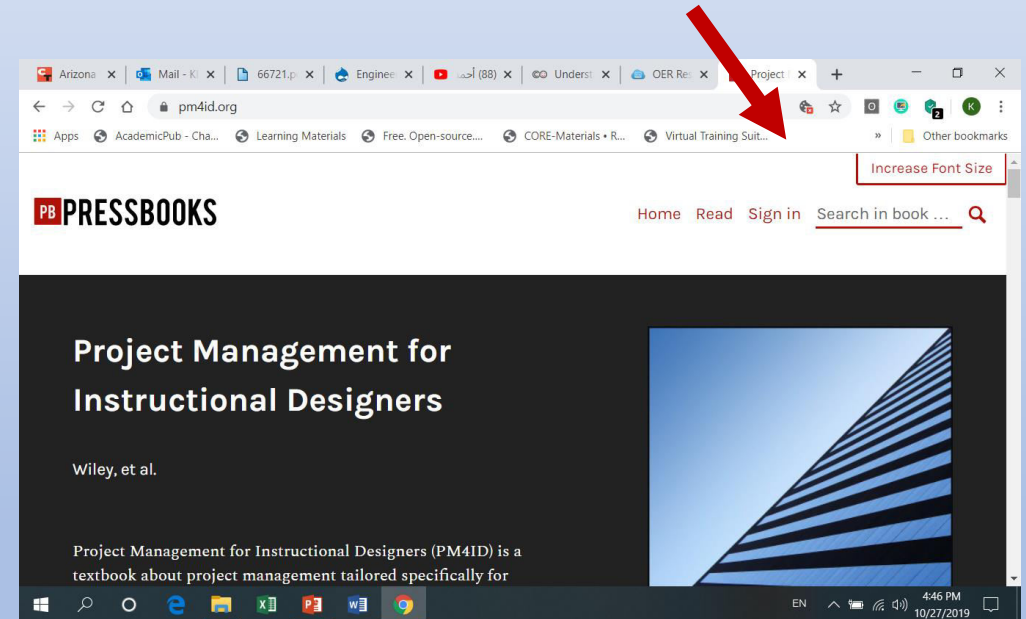 Arizona
Mail - Kl
66721.p
Enginee
(88) أحمد
Underst
OER Re
Project
pm4id.org
O
2
K
Apps
AcademicPub - Cha...
Learning Materials
Free. Open-source....
CORE-Materials • R...
Virtual Training Suit...
»
Other bookmarks
Increase Font Size
PB PRESSBOOKS
Home Read Sign in Search in book ...
Project Management for
Instructional Designers
Wiley, et al.
Project Management for Instructional Designers (PM4ID) is a
textbook about project management tailored specifically for
EN
4:46 PM
10/27/2019